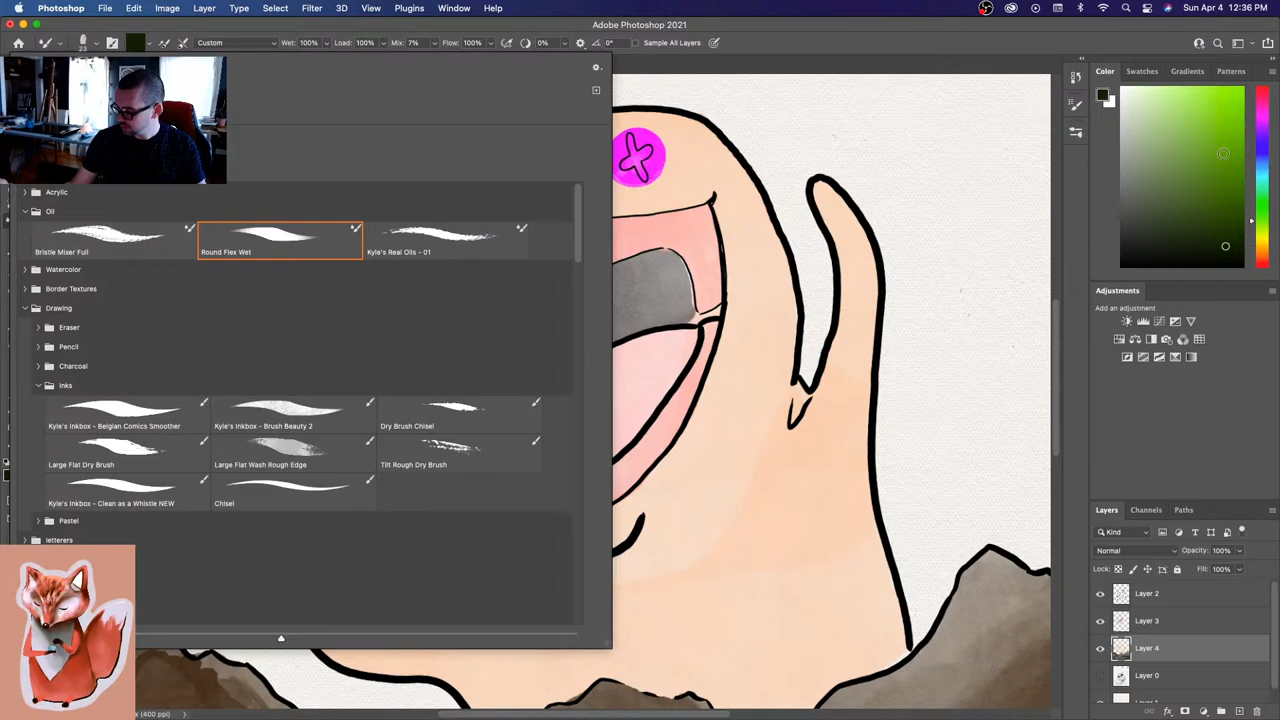 Photoshop File Edit Image Layer Type Select Filter 3D View Plugins Window Help Sun Apr 4 12:36 PM
Adobe Photoshop 2021
23 Custom Wet: 100% Load: 100% Mix: 7% Flow: 100% 0% 0° Sample All Layers
Color Swatches Gradients Patterns
Acrylic
Oil
Bristle Mixer Full Round Flex Wet Kyle's Real Oils - 01
Watercolor
Border Textures
Drawing
Eraser
Pencil
Charcoal
Inks
Kyle's Inkbox - Belgian Comics Smoother Kyle's Inkbox - Brush Beauty 2 Dry Brush Chisel
Large Flat Dry Brush Large Flat Wash Rough Edge Tilt Rough Dry Brush
Kyle's Inkbox - Clean as a Whistle NEW Chisel
Pastel
letterers
Adjustments
Add an adjustment
Layers Channels Paths
Kind
Normal Opacity: 100%
Lock: Fill: 100%
Layer 2
Layer 3
Layer 4
Layer 0
(400 ppi)